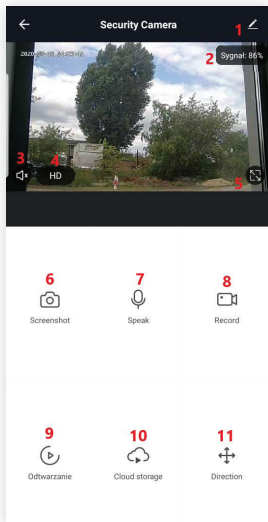 Security Camera
1
2
Sygnał: 86%
3
4
HD
5
6
7
8
Screenshot
Speak
Record
9
10
11
Odtwarzanie
Cloud storage
Direction